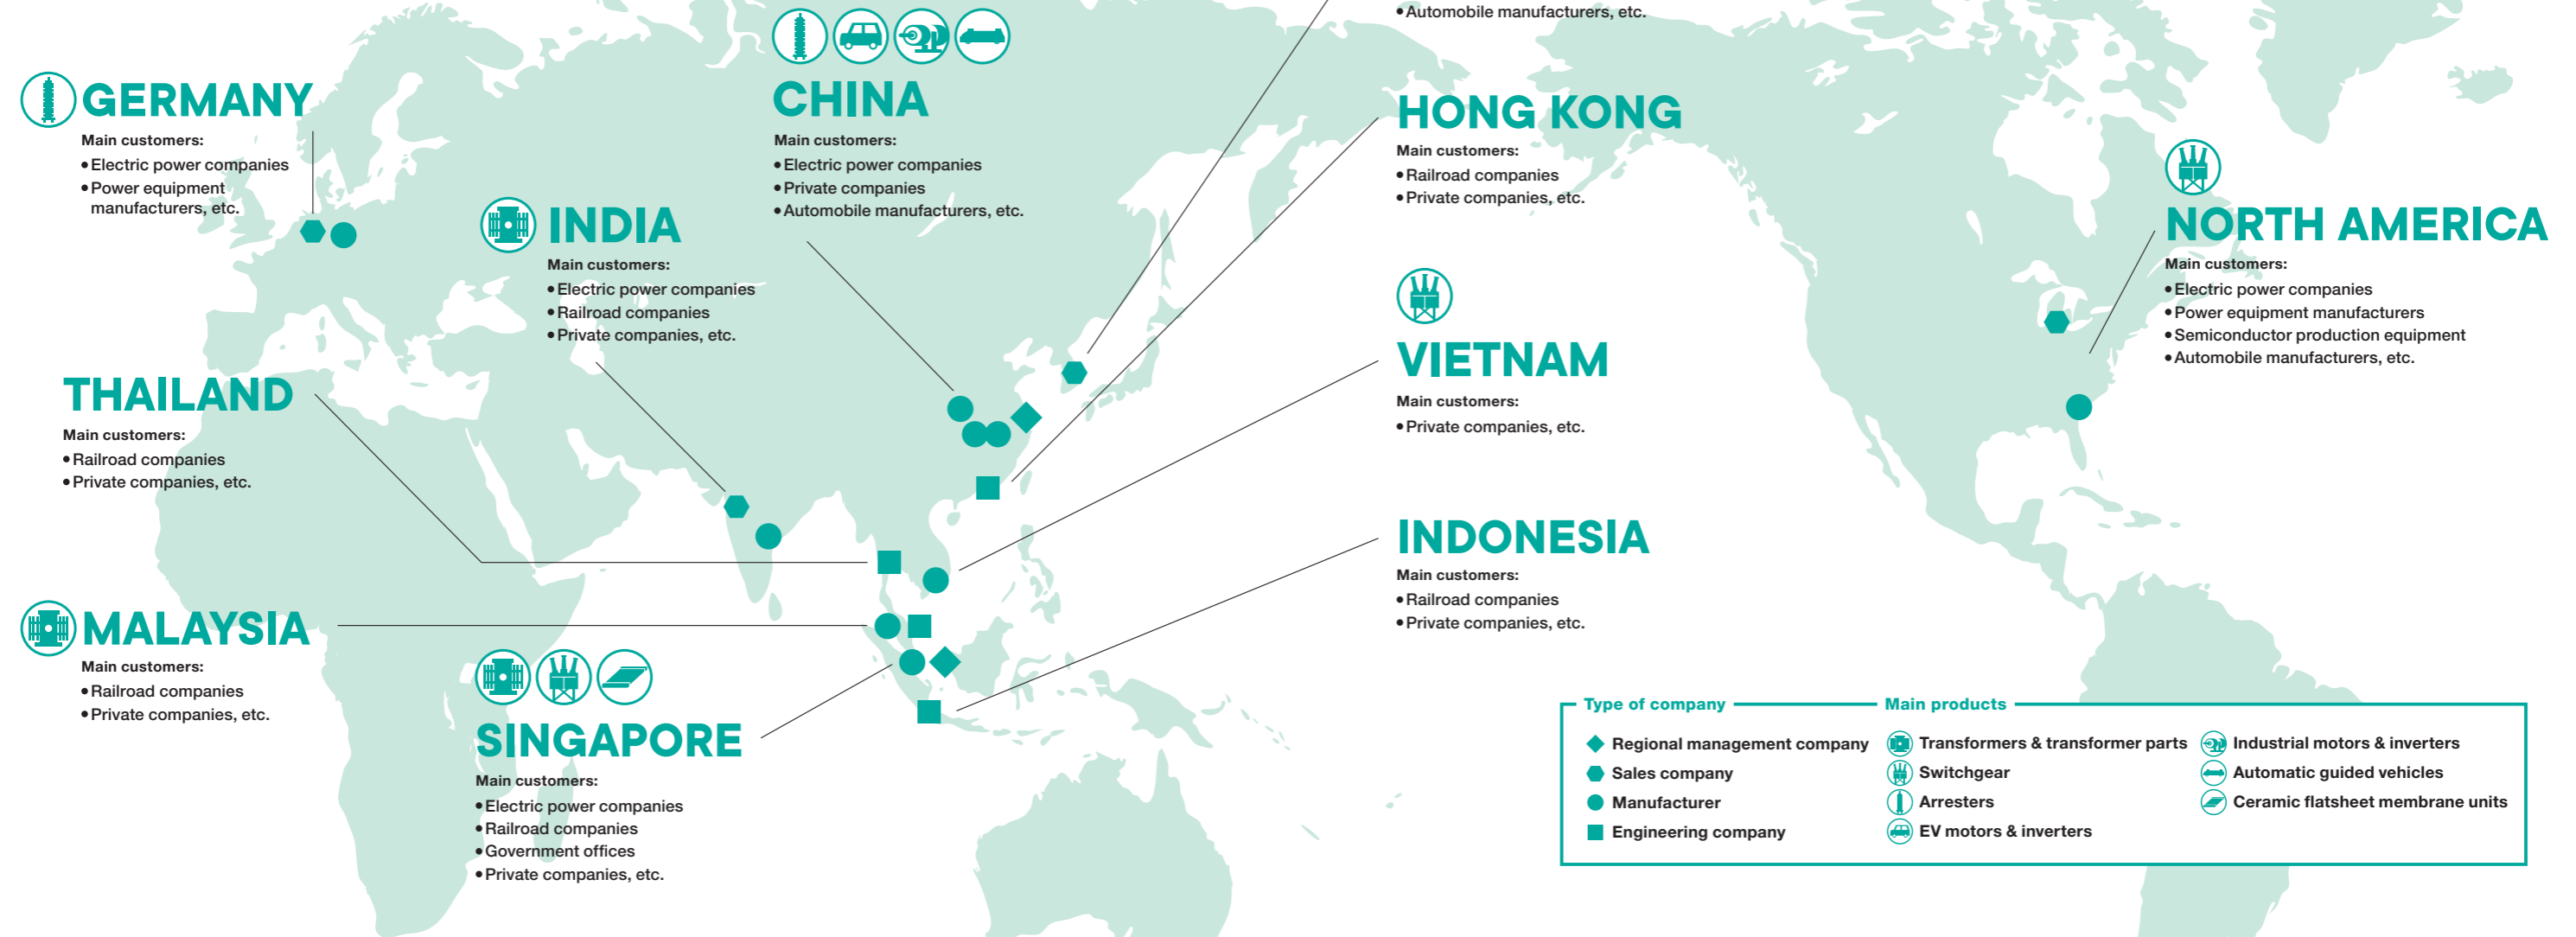 •Automobile manufacturers, etc.
GERMANY
Main customers:
•Electric power companies
•Power equipment
manufacturers, etc.
CHINA
Main customers:
•Electric power companies
•Private companies
•Automobile manufacturers, etc.
HONG KONG
Main customers:
•Railroad companies
•Private companies, etc.
INDIA
Main customers:
•Electric power companies
•Railroad companies
•Private companies, etc.
NORTH AMERICA
Main customers:
•Electric power companies
•Power equipment manufacturers
•Semiconductor production equipment
•Automobile manufacturers, etc.
THAILAND
Main customers:
•Railroad companies
•Private companies, etc.
VIETNAM
Main customers:
•Private companies, etc.
INDONESIA
Main customers:
•Railroad companies
•Private companies, etc.
MALAYSIA
Main customers:
•Railroad companies
•Private companies, etc.
SINGAPORE
Main customers:
•Electric power companies
•Railroad companies
•Government offices
•Private companies, etc.
Type of company
Regional management company
Sales company
Manufacturer
Engineering company
Main products
Transformers & transformer parts
Switchgear
Arresters
EV motors & inverters
Industrial motors & inverters
Automatic guided vehicles
Ceramic flatsheet membrane units